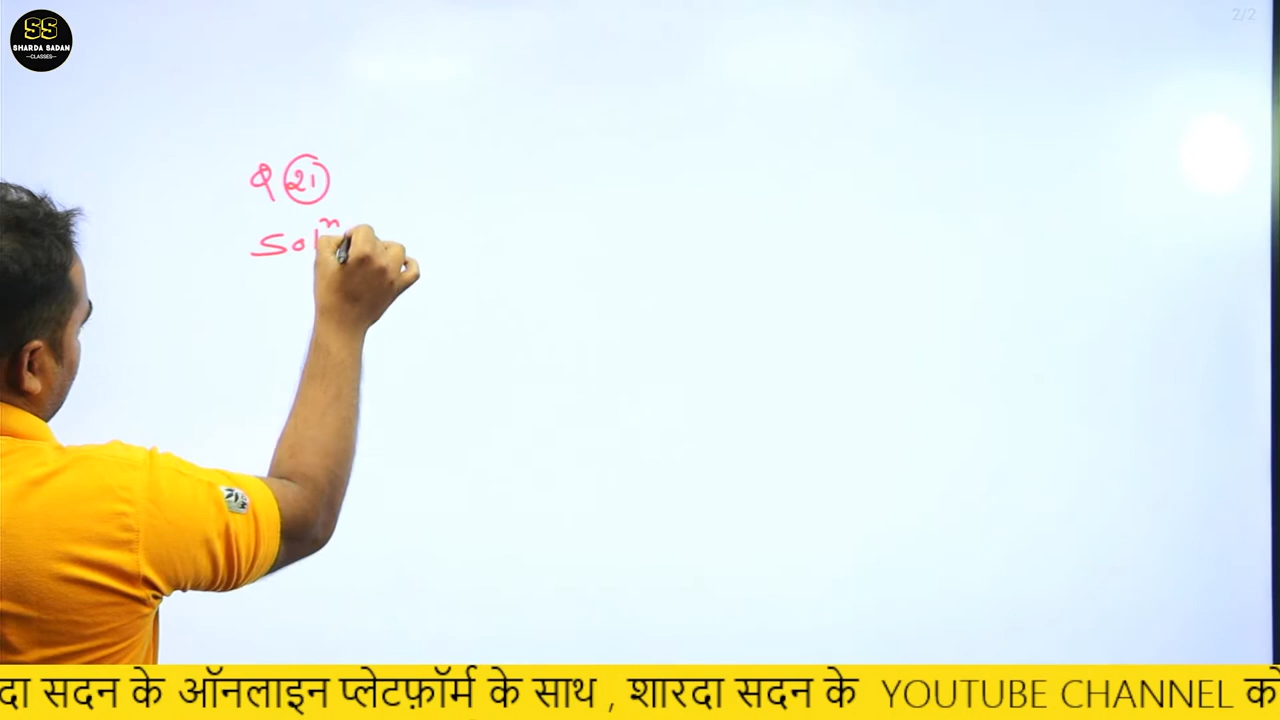 SS
SHARDA SADAN
—CLASSES—
2/2
Q 21
Solⁿ
दा सदन के ऑनलाइन प्लेटफ़ॉर्म के साथ , शारदा सदन के YOUTUBE CHANNEL क